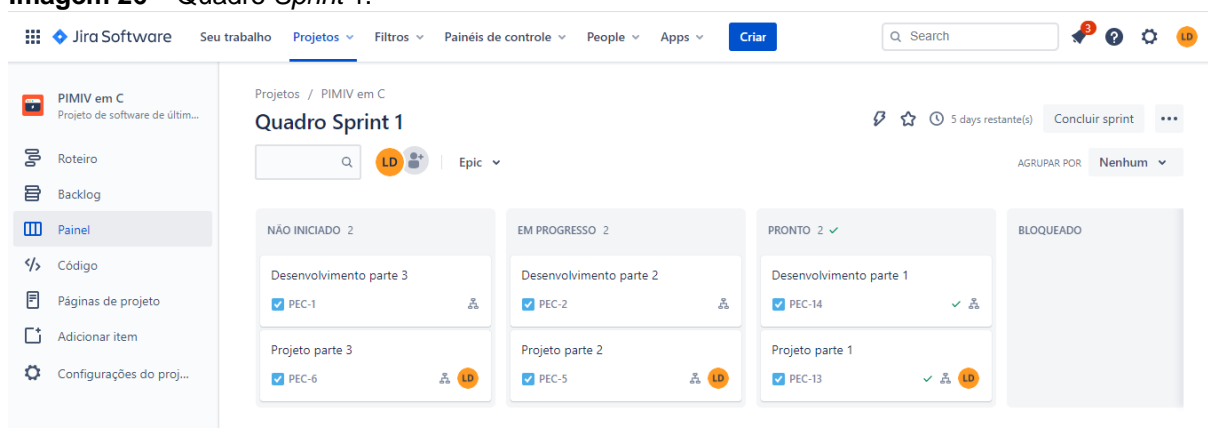 Imagem 20 – Quadro Sprint 1.
Jira Software Seu trabalho Projetos Filtros Painéis de controle People Apps Criar Search 3 LD
PIMIV em C
Projeto de software de últim...
Roteiro
Backlog
Painel
Código
Páginas de projeto
Adicionar item
Configurações do proj...
Projetos / PIMIV em C
Quadro Sprint 1
5 days restante(s) Concluir sprint
LD Epic
AGRUPAR POR Nenhum
NÃO INICIADO 2
Desenvolvimento parte 3
PEC-1
Projeto parte 3
PEC-6 LD
EM PROGRESSO 2
Desenvolvimento parte 2
PEC-2
Projeto parte 2
PEC-5 LD
PRONTO 2
Desenvolvimento parte 1
PEC-14
Projeto parte 1
PEC-13 LD
BLOQUEADO